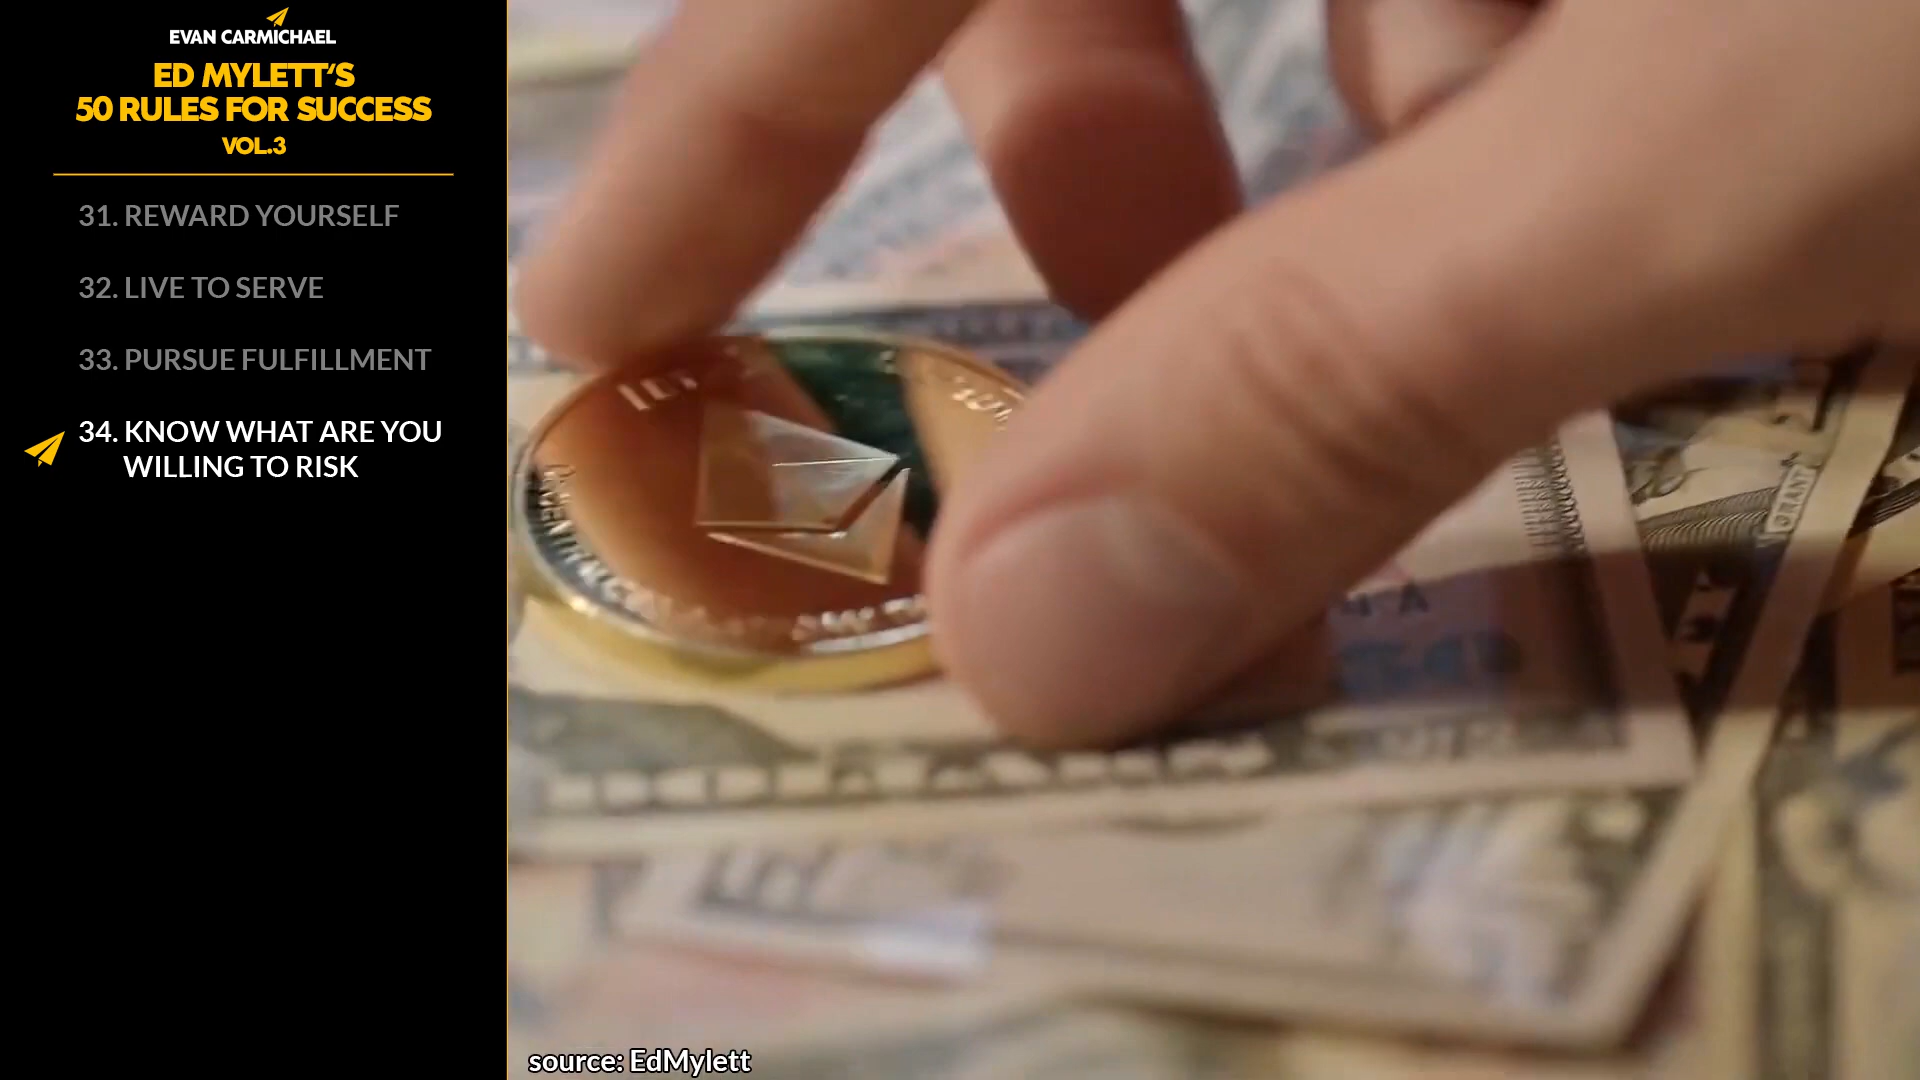 EVAN CARMICHAEL
ED MYLETT'S
50 RULES FOR SUCCESS
VOL.3
31. REWARD YOURSELF
32. LIVE TO SERVE
33. PURSUE FULFILLMENT
34. KNOW WHAT ARE YOU
WILLING TO RISK
GRANT
source: EdMylett